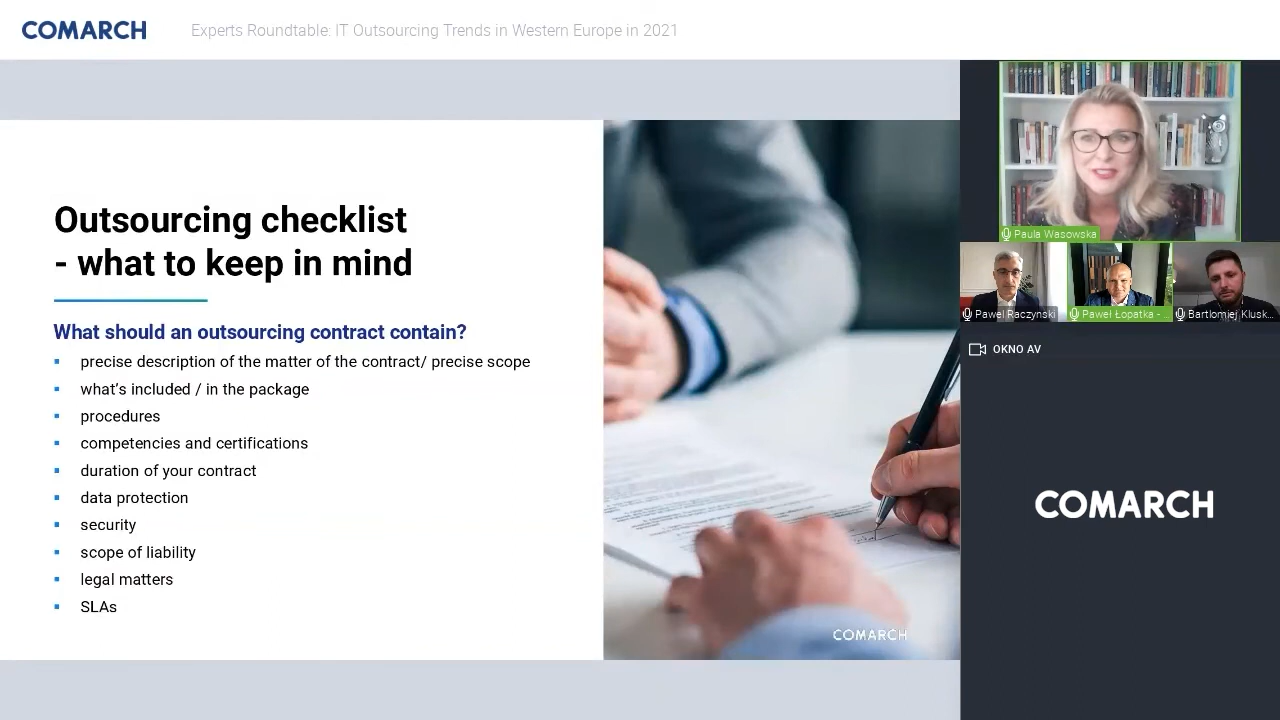 COMARCH
Experts Roundtable: IT Outsourcing Trends in Western Europe in 2021
Outsourcing checklist
- what to keep in mind
What should an outsourcing contract contain?
▪ precise description of the matter of the contract/ precise scope
▪ what's included / in the package
▪ procedures
▪ competencies and certifications
▪ duration of your contract
▪ data protection
▪ security
▪ scope of liability
▪ legal matters
▪ SLAs
COMARCH
Paula Wasowska
Pawel Raczynski
Paweł Łopatka - ...
Bartlomiej Klusk...
OKNO AV
COMARCH